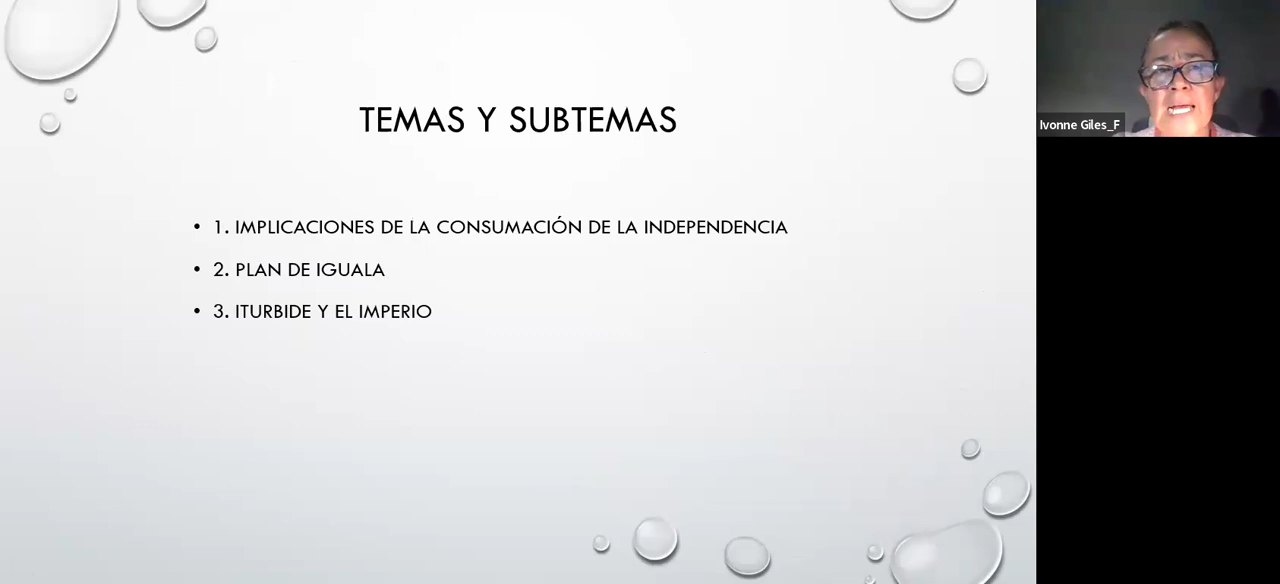 TEMAS Y SUBTEMAS
• 1. IMPLICACIONES DE LA CONSUMACIÓN DE LA INDEPENDENCIA
• 2. PLAN DE IGUALA
• 3. ITURBIDE Y EL IMPERIO
Ivonne Giles_F